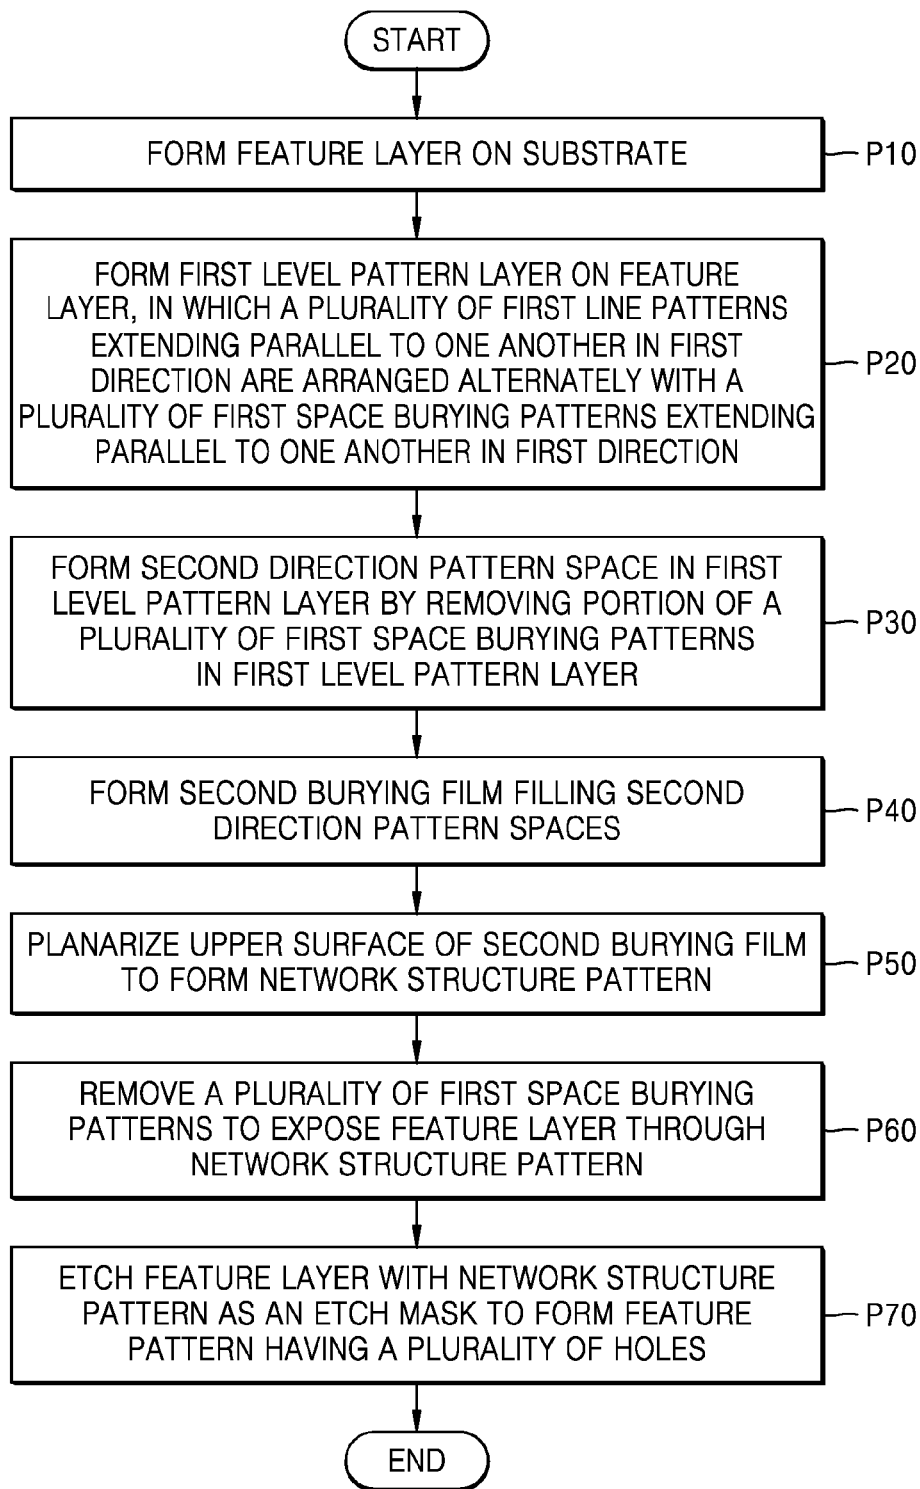 START
FORM FEATURE LAYER ON SUBSTRATE
P10
FORM FIRST LEVEL PATTERN LAYER ON FEATURE
LAYER, IN WHICH A PLURALITY OF FIRST LINE PATTERNS
EXTENDING PARALLEL TO ONE ANOTHER IN FIRST
DIRECTION ARE ARRANGED ALTERNATELY WITH A
PLURALITY OF FIRST SPACE BURYING PATTERNS EXTENDING
PARALLEL TO ONE ANOTHER IN FIRST DIRECTION
P20
FORM SECOND DIRECTION PATTERN SPACE IN FIRST
LEVEL PATTERN LAYER BY REMOVING PORTION OF A
PLURALITY OF FIRST SPACE BURYING PATTERNS
IN FIRST LEVEL PATTERN LAYER
P30
FORM SECOND BURYING FILM FILLING SECOND
DIRECTION PATTERN SPACES
P40
PLANARIZE UPPER SURFACE OF SECOND BURYING FILM
TO FORM NETWORK STRUCTURE PATTERN
P50
REMOVE A PLURALITY OF FIRST SPACE BURYING
PATTERNS TO EXPOSE FEATURE LAYER THROUGH
NETWORK STRUCTURE PATTERN
P60
ETCH FEATURE LAYER WITH NETWORK STRUCTURE
PATTERN AS AN ETCH MASK TO FORM FEATURE
PATTERN HAVING A PLURALITY OF HOLES
P70
END